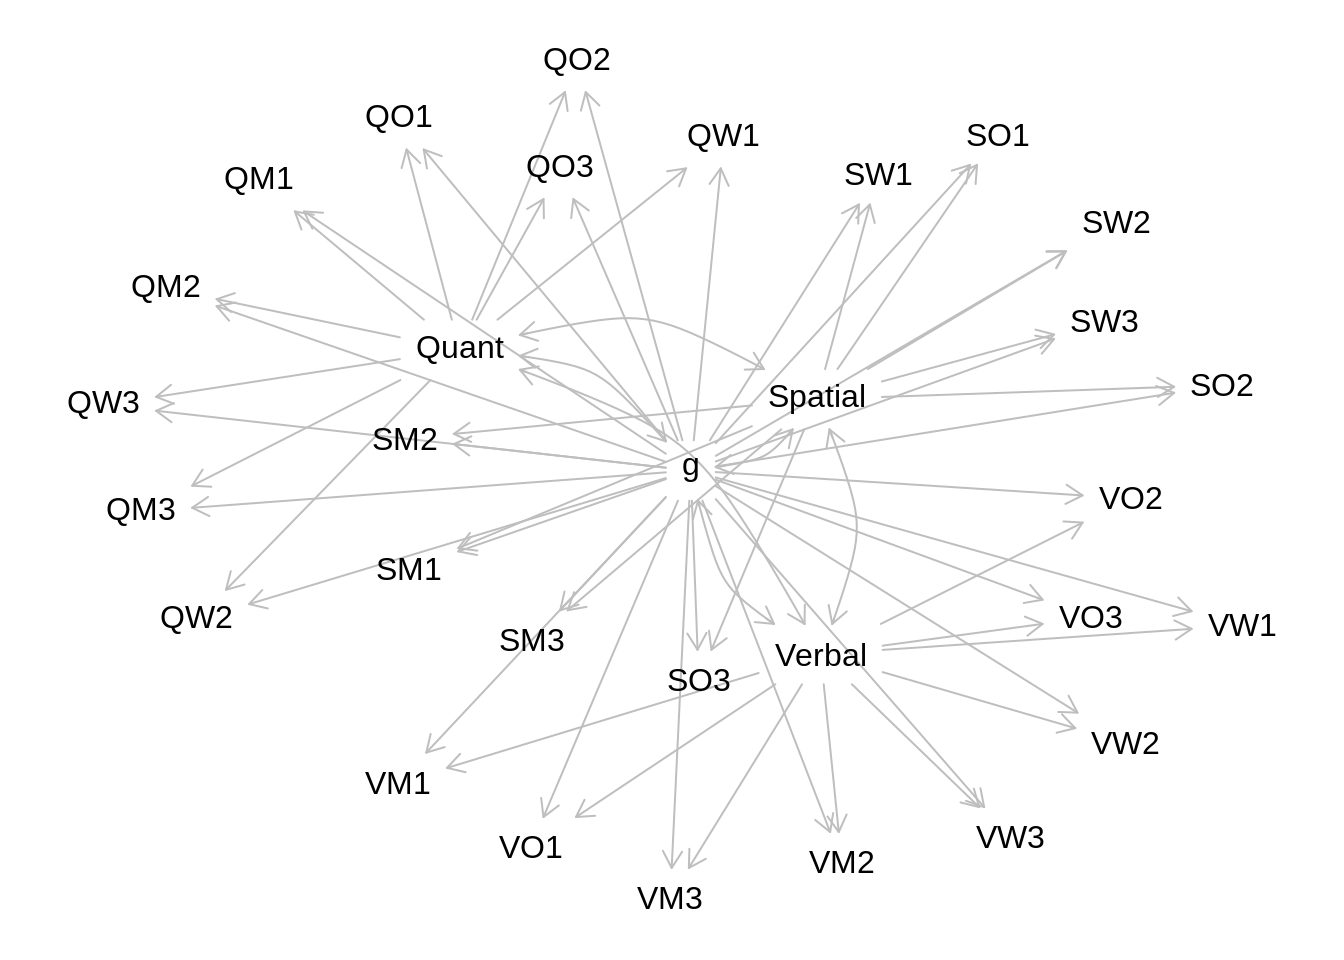 QO2
QO1
QW1
SO1
QO3
SW1
QM1
SW2
QM2
SW3
Quant
SO2
Spatial
QW3
SM2
g
VO2
QM3
SM1
QW2
VO3
VW1
SM3
Verbal
SO3
VW2
VM1
VW3
VO1
VM2
VM3